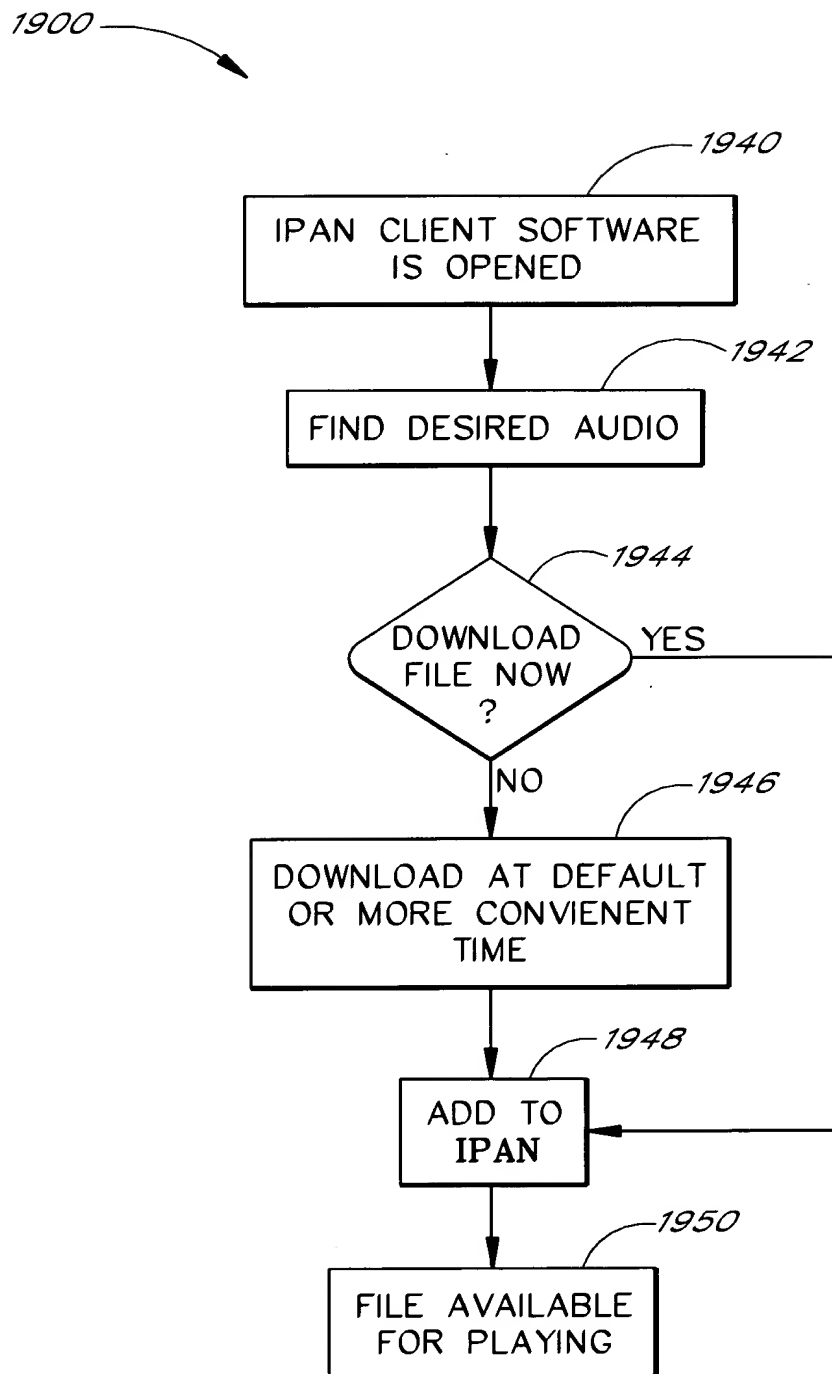 1900
1940
IPAN CLIENT SOFTWARE
IS OPENED
1942
FIND DESIRED AUDIO
1944
DOWNLOAD
FILE NOW
?
YES
NO
1946
DOWNLOAD AT DEFAULT
OR MORE CONVIENENT
TIME
1948
ADD TO
IPAN
1950
FILE AVAILABLE
FOR PLAYING